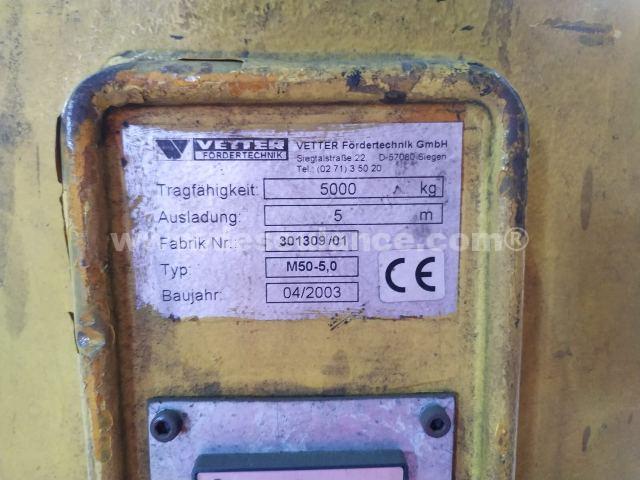 VETTER
FÖRDERTECHNIK
VETTER Fördertechnik GmbH
Siegtalstraße 22 D-57080 Siegen
Tel.: (02 71) 3 50 20
Tragfähigkeit: 5000 kg
Ausladung: 5 m
Fabrik Nr.: 301309/01
Typ: M50-5,0
Baujahr: 04/2003
CE